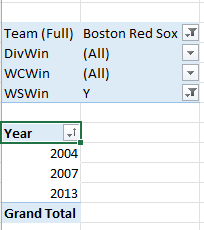 Team (Full) Boston Red Sox
DivWin (All)
WCWin (All)
WSWin Y
Year
2004
2007
2013
Grand Total